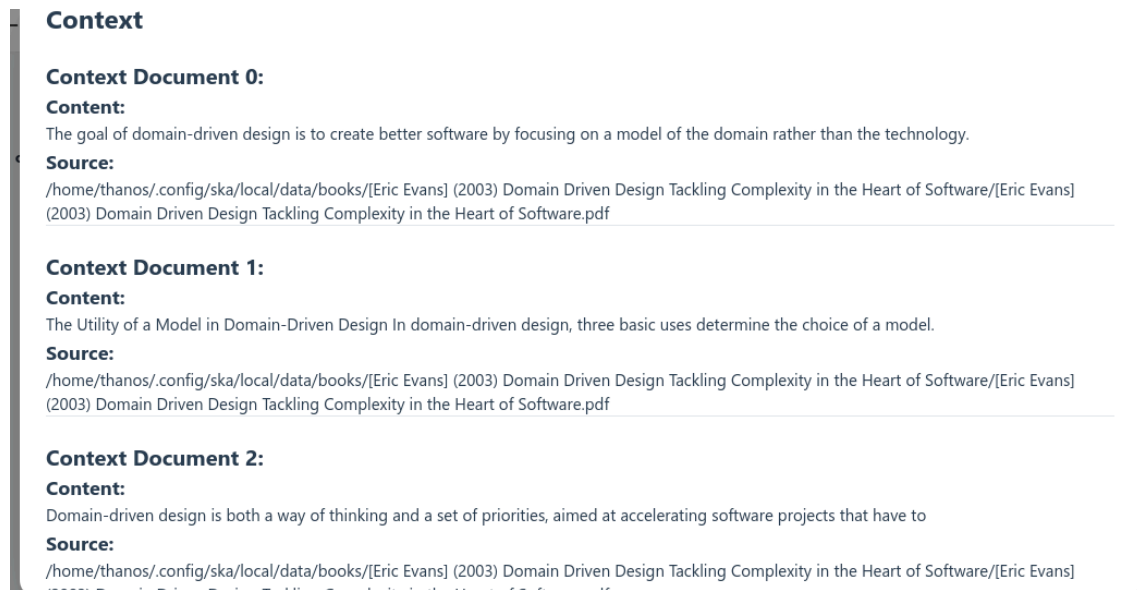 Context
Context Document 0:
Content:
The goal of domain-driven design is to create better software by focusing on a model of the domain rather than the technology.
Source:
/home/thanos/.config/ska/local/data/books/[Eric Evans] (2003) Domain Driven Design Tackling Complexity in the Heart of Software/[Eric Evans]
(2003) Domain Driven Design Tackling Complexity in the Heart of Software.pdf
Context Document 1:
Content:
The Utility of a Model in Domain-Driven Design In domain-driven design, three basic uses determine the choice of a model.
Source:
/home/thanos/.config/ska/local/data/books/[Eric Evans] (2003) Domain Driven Design Tackling Complexity in the Heart of Software/[Eric Evans]
(2003) Domain Driven Design Tackling Complexity in the Heart of Software.pdf
Context Document 2:
Content:
Domain-driven design is both a way of thinking and a set of priorities, aimed at accelerating software projects that have to
Source:
/home/thanos/.config/ska/local/data/books/[Eric Evans] (2003) Domain Driven Design Tackling Complexity in the Heart of Software/[Eric Evans]